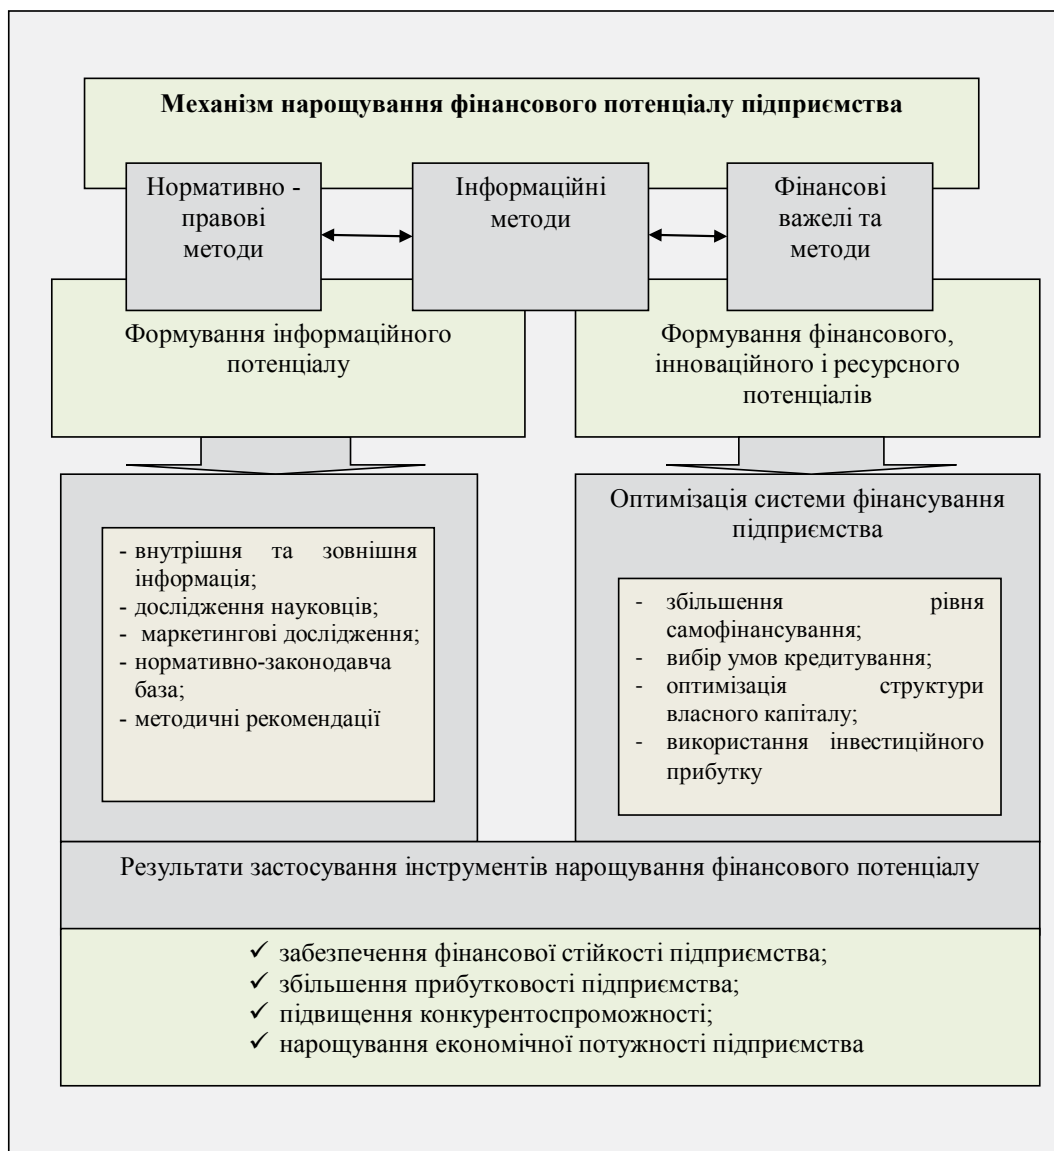 Механізм нарощування фінансового потенціалу підприємства
Нормативно -
правові
методи
Інформаційні
методи
Фінансові
важелі та
методи
Формування інформаційного
потенціалу
Формування фінансового,
інноваційного і ресурсного
потенціалів
- внутрішня та зовнішня
інформація;
- дослідження науковців;
- маркетингові дослідження;
- нормативно-законодавча
база;
- методичні рекомендації
Оптимізація системи фінансування
підприємства
- збільшення рівня
самофінансування;
- вибір умов кредитування;
- оптимізація структури
власного капіталу;
- використання інвестиційного
прибутку
Результати застосування інструментів нарощування фінансового потенціалу
✓ забезпечення фінансової стійкості підприємства;
✓ збільшення прибутковості підприємства;
✓ підвищення конкурентоспроможності;
✓ нарощування економічної потужності підприємства